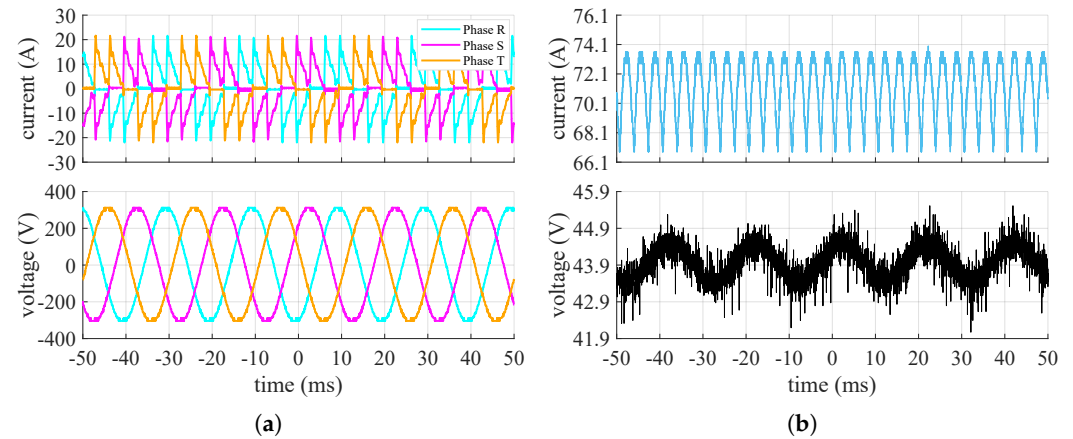 30
20
10
0
-10
-20
-30
current (A)
Phase R
Phase S
Phase T
400
200
0
-200
-400
voltage (V)
-50 -40 -30 -20 -10 0 10 20 30 40 50
time (ms)
(a)
76.1
74.1
72.1
70.1
68.1
66.1
current (A)
45.9
44.9
43.9
42.9
41.9
voltage (V)
-50 -40 -30 -20 -10 0 10 20 30 40 50
time (ms)
(b)